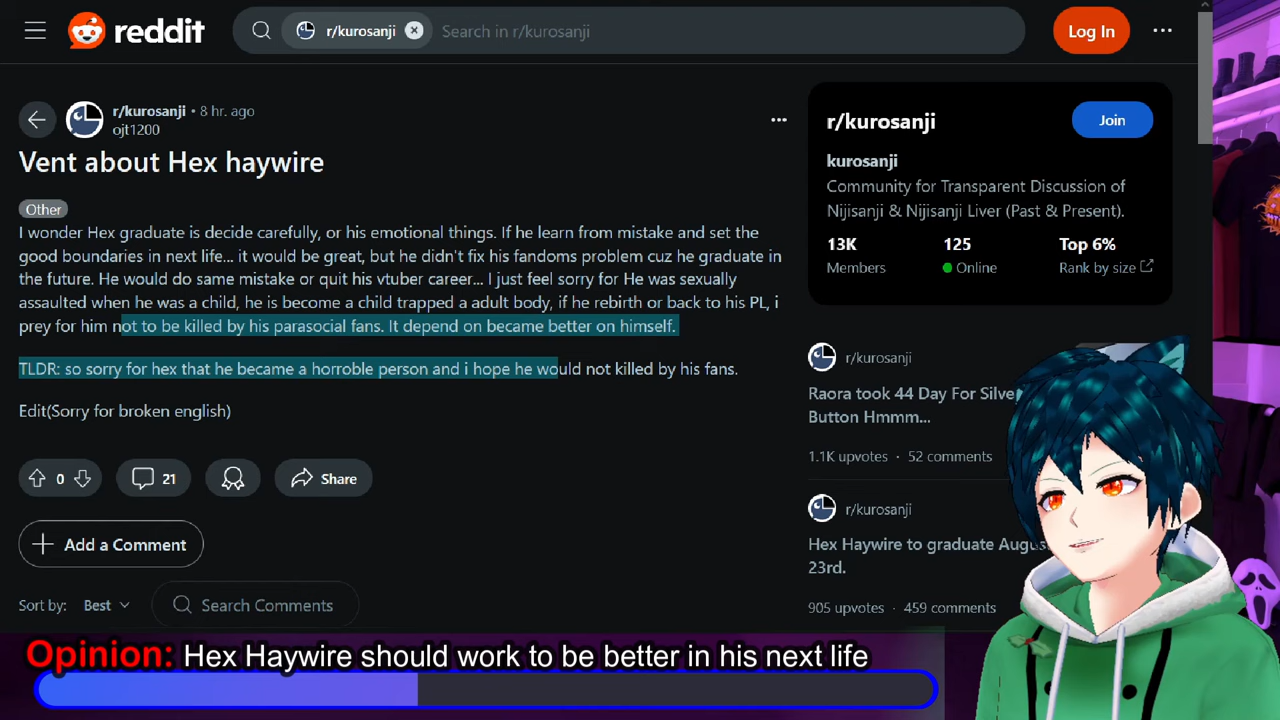 reddit
r/kurosanji
Search in r/kurosanji
Log In
r/kurosanji • 8 hr. ago
ojt1200
Vent about Hex haywire
Other
I wonder Hex graduate is decide carefully, or his emotional things. If he learn from mistake and set the
good boundaries in next life... it would be great, but he didn't fix his fandoms problem cuz he graduate in
the future. He would do same mistake or quit his vtuber career... I just feel sorry for He was sexually
assaulted when he was a child, he is become a child trapped a adult body, if he rebirth or back to his PL, i
prey for him not to be killed by his parasocial fans. It depend on became better on himself.
TLDR: so sorry for hex that he became a horroble person and i hope he would not killed by his fans.
Edit(Sorry for broken english)
0
21
Share
Add a Comment
Sort by: Best
Search Comments
r/kurosanji
Join
kurosanji
Community for Transparent Discussion of
Nijisanji & Nijisanji Liver (Past & Present).
13K
125
Top 6%
Members
Online
Rank by size
r/kurosanji
Raora took 44 Day For Silve
Button Hmmm...
1.1K upvotes · 52 comments
r/kurosanji
Hex Haywire to graduate Augu
23rd.
905 upvotes · 459 comments
Opinion: Hex Haywire should work to be better in his next life